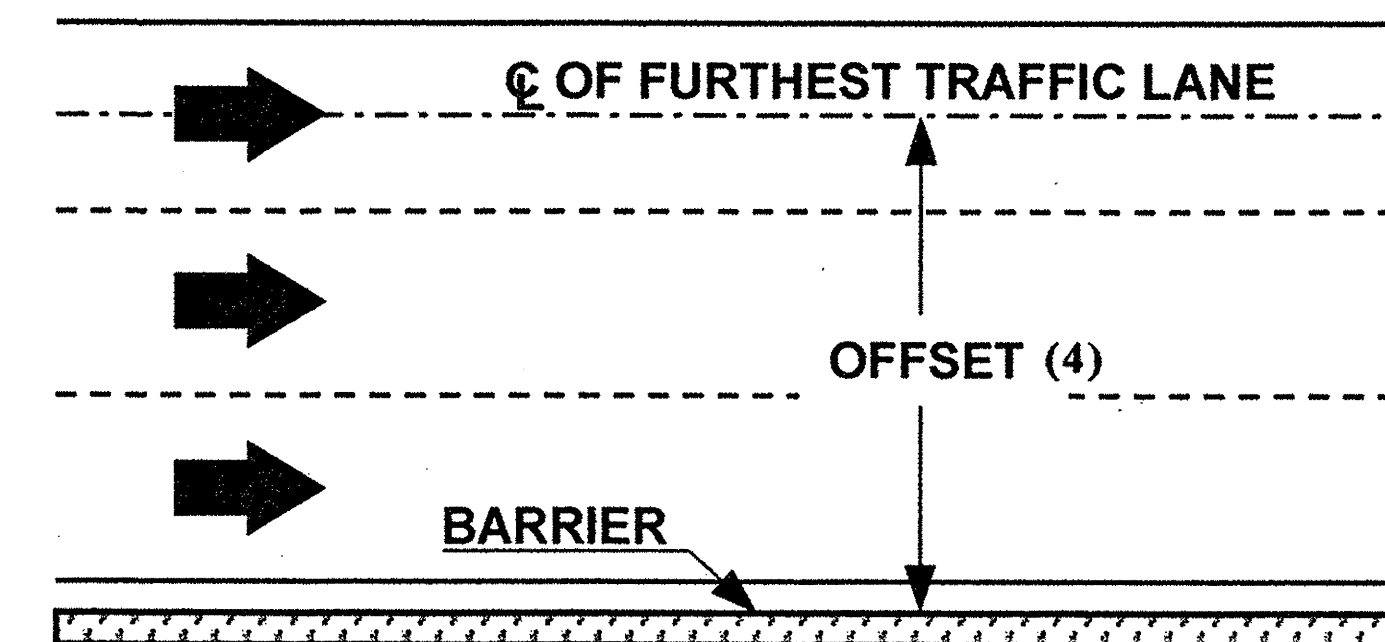 ℄ OF FURTHEST TRAFFIC LANE
OFFSET (4)
BARRIER